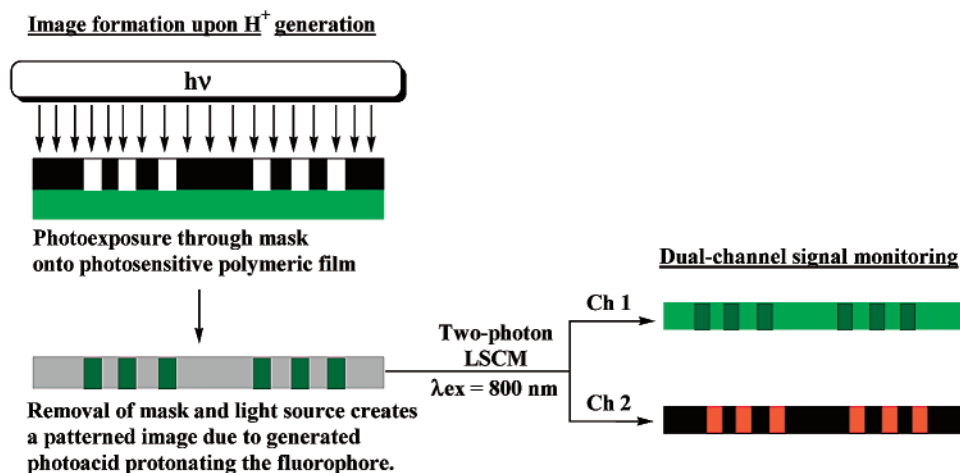 Image formation upon H⁺ generation
hν
Photoexposure through mask
onto photosensitive polymeric film
Dual-channel signal monitoring
Ch 1
Two-photon
LSCM
λex = 800 nm
Ch 2
Removal of mask and light source creates
a patterned image due to generated
photoacid protonating the fluorophore.